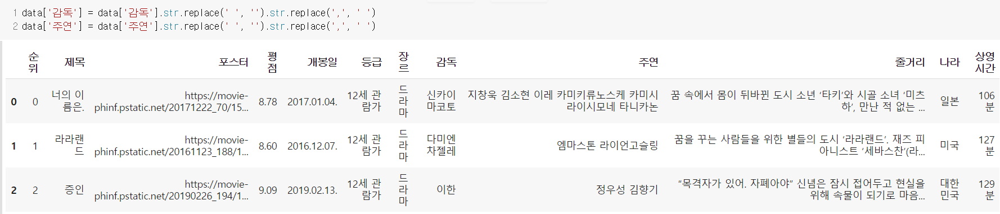 1 data['감독'] = data['감독'].str.replace(' ', '').str.replace(',', ' ')
2 data['주연'] = data['주연'].str.replace(' ', '').str.replace(',', ' ')
순위 제목 포스터 평점 개봉일 등급 장르 감독 주연 줄거리 나라 상영시간
0 0 너의 이름은. https://movie-phinf.pstatic.net/20171222_70/15... 8.78 2017.01.04. 12세 관람가 드라마 신카이마코토 지창욱 김소현 이레 카미키류노스케 카미시라이시모네 타니카논 꿈 속에서 몸이 뒤바뀐 도시 소년 ‘타키’와 시골 소녀 ‘미츠하’, 만난 적 없는 ... 일본 106분
1 1 라라랜드 https://movie-phinf.pstatic.net/20161123_188/1... 8.60 2016.12.07. 12세 관람가 드라마 다미엔차젤레 엠마스톤 라이언고슬링 꿈을 꾸는 사람들을 위한 별들의 도시 ‘라라랜드’. 재즈 피아니스트 ‘세바스찬’(라... 미국 127분
2 2 증인 https://movie-phinf.pstatic.net/20190226_194/1... 9.09 2019.02.13. 12세 관람가 드라마 이한 정우성 김향기 “목격자가 있어. 자폐아야” 신념은 잠시 접어두고 현실을 위해 속물이 되기로 마음... 대한민국 129분